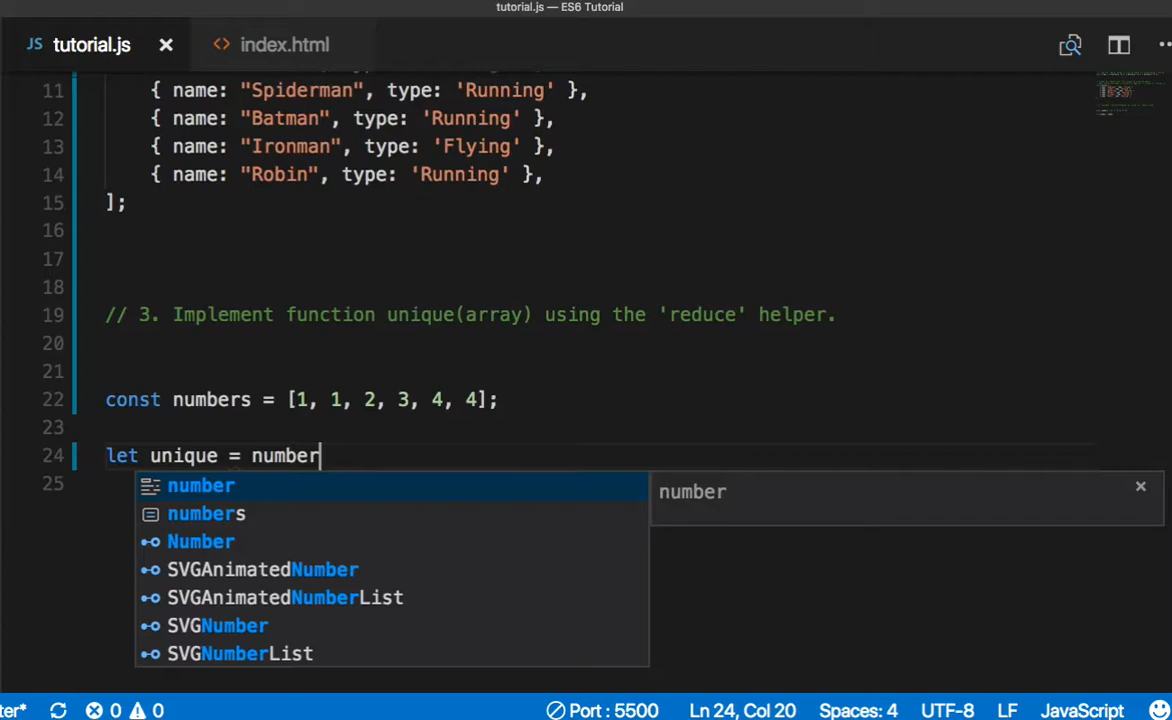 tutorial.js — ES6 Tutorial
JS tutorial.js × <> index.html
11 { name: "Spiderman", type: 'Running' },
12 { name: "Batman", type: 'Running' },
13 { name: "Ironman", type: 'Flying' },
14 { name: "Robin", type: 'Running' },
15 ];
16
17
18
19 // 3. Implement function unique(array) using the 'reduce' helper.
20
21
22 const numbers = [1, 1, 2, 3, 4, 4];
23
24 let unique = number
25
number number ×
numbers
Number
SVGAnimatedNumber
SVGAnimatedNumberList
SVGNumber
SVGNumberList
ter* 0 0 Port : 5500 Ln 24, Col 20 Spaces: 4 UTF-8 LF JavaScript